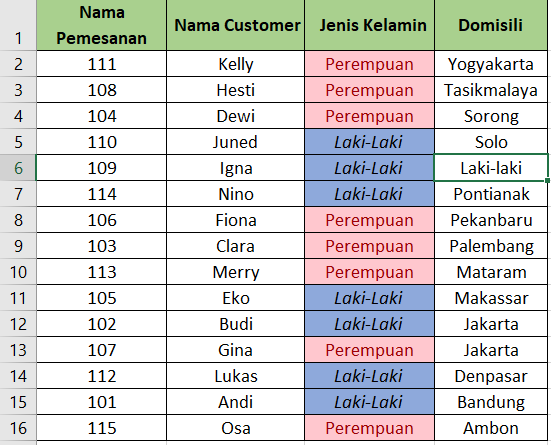 Nama
Pemesanan Nama Customer Jenis Kelamin Domisili
1
2 111 Kelly Perempuan Yogyakarta
3 108 Hesti Perempuan Tasikmalaya
4 104 Dewi Perempuan Sorong
5 110 Juned Laki-Laki Solo
6 109 Igna Laki-Laki Laki-laki
7 114 Nino Laki-Laki Pontianak
8 106 Fiona Perempuan Pekanbaru
9 103 Clara Perempuan Palembang
10 113 Merry Perempuan Mataram
11 105 Eko Laki-Laki Makassar
12 102 Budi Laki-Laki Jakarta
13 107 Gina Perempuan Jakarta
14 112 Lukas Laki-Laki Denpasar
15 101 Andi Laki-Laki Bandung
16 115 Osa Perempuan Ambon